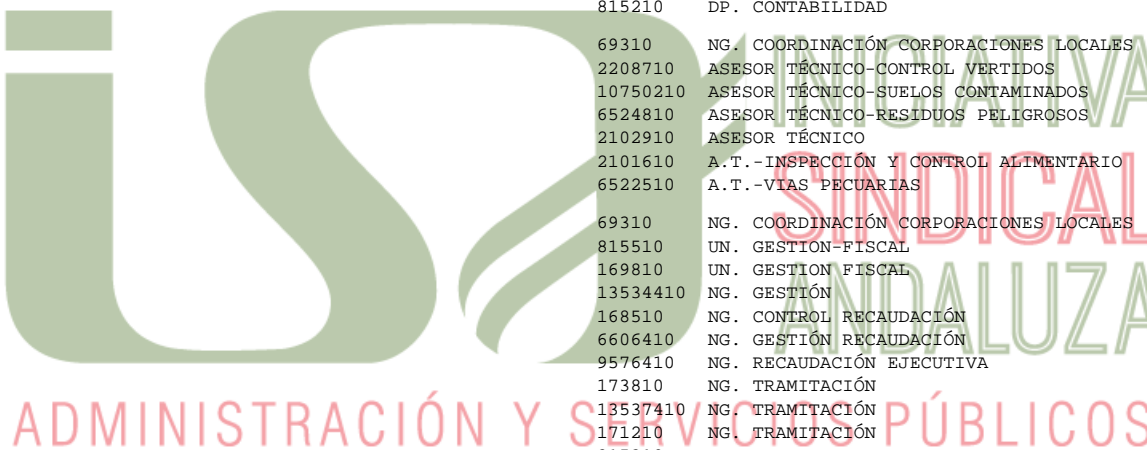 815210 DP. CONTABILIDAD
69310 NG. COORDINACIÓN CORPORACIONES LOCALES
2208710 ASESOR TÉCNICO-CONTROL VERTIDOS
10750210 ASESOR TÉCNICO-SUELOS CONTAMINADOS
6524810 ASESOR TÉCNICO-RESIDUOS PELIGROSOS
2102910 ASESOR TÉCNICO
2101610 A.T.-INSPECCIÓN Y CONTROL ALIMENTARIO
6522510 A.T.-VIAS PECUARIAS
69310 NG. COORDINACIÓN CORPORACIONES LOCALES
815510 UN. GESTION-FISCAL
169810 UN. GESTION FISCAL
13534410 NG. GESTIÓN
168510 NG. CONTROL RECAUDACIÓN
6606410 NG. GESTIÓN RECAUDACIÓN
9576410 NG. RECAUDACIÓN EJECUTIVA
173810 NG. TRAMITACIÓN
13537410 NG. TRAMITACIÓN
171210 NG. TRAMITACIÓN
isa
INICIATIVA
SINDICAL
ANDALUZA
ADMINISTRACIÓN Y SERVICIOS PÚBLICOS